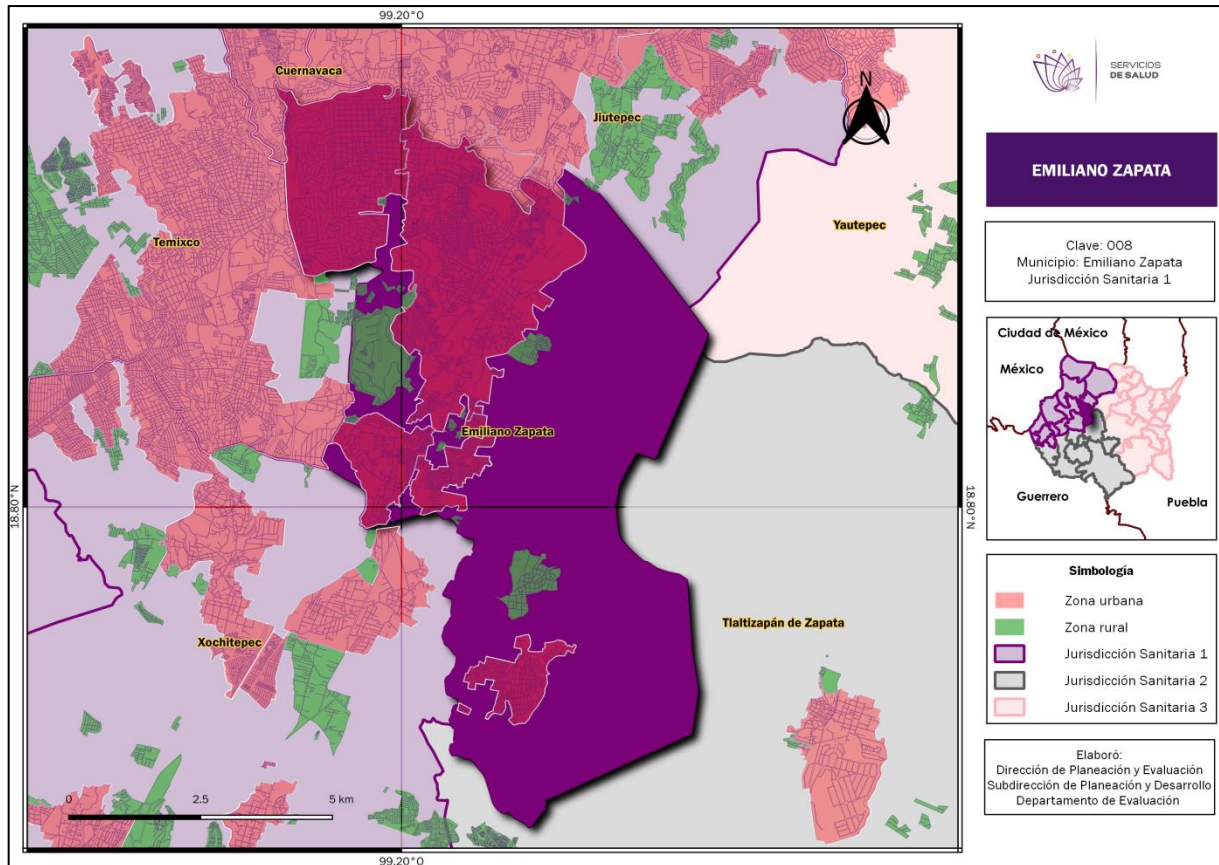 99.20°O
Cuernavaca
Jiutepec
N
Temixco
Yautepec
Emiliano Zapata
18.80°N
18.80°N
Xochitepec
Tlaltizapán de Zapata
0 2.5 5 km
99.20°O
SERVICIOS
DE SALUD
EMILIANO ZAPATA
Clave: 008
Municipio: Emiliano Zapata
Jurisdicción Sanitaria 1
Ciudad de México
México
Guerrero
Puebla
Simbología
Zona urbana
Zona rural
Jurisdicción Sanitaria 1
Jurisdicción Sanitaria 2
Jurisdicción Sanitaria 3
Elaboró:
Dirección de Planeación y Evaluación
Subdirección de Planeación y Desarrollo
Departamento de Evaluación